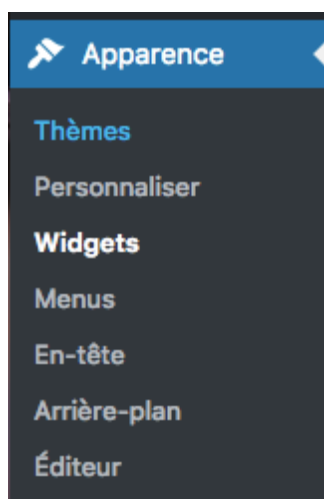 Apparence
Thèmes
Personnaliser
Widgets
Menus
En-tête
Arrière-plan
Éditeur